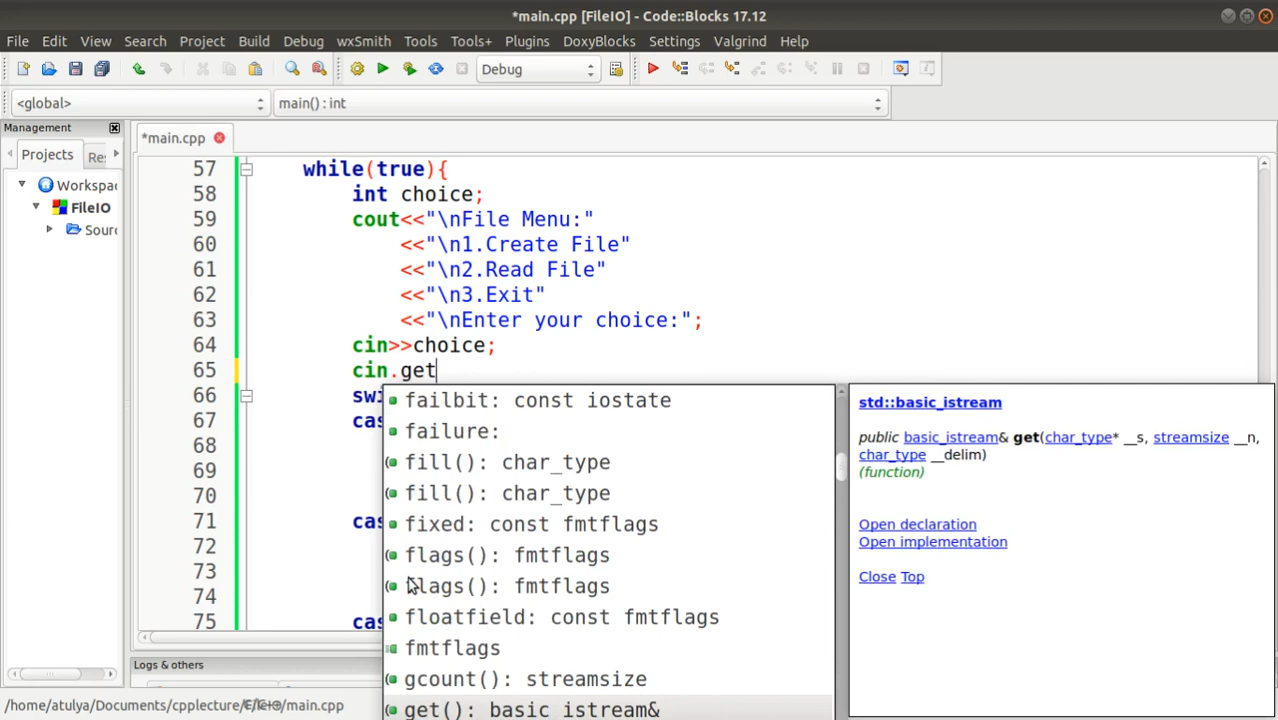 *main.cpp [FileIO] - Code::Blocks 17.12
File Edit View Search Project Build Debug wxSmith Tools Tools+ Plugins DoxyBlocks Settings Valgrind Help
Debug
<global> main() : int
Management
Projects Re
*main.cpp
Workspa
FileIO
Sourc
57 while(true){
58 int choice;
59 cout<<"\nFile Menu:"
60 <<"\n1.Create File"
61 <<"\n2.Read File"
62 <<"\n3.Exit"
63 <<"\nEnter your choice:";
64 cin>>choice;
65 cin.get
66 swi
67 cas
68
69
70
71 cas
72
73
74
75 cas
failbit: const iostate
failure:
fill(): char_type
fill(): char_type
fixed: const fmtflags
flags(): fmtflags
flags(): fmtflags
floatfield: const fmtflags
fmtflags
gcount(): streamsize
get(): basic_istream&
std::basic_istream
public basic_istream& get(char_type* __s, streamsize __n,
char_type __delim)
(function)
Open declaration
Open implementation
Close Top
Logs & others
/home/atulya/Documents/cpplecture/FileIO/main.cpp